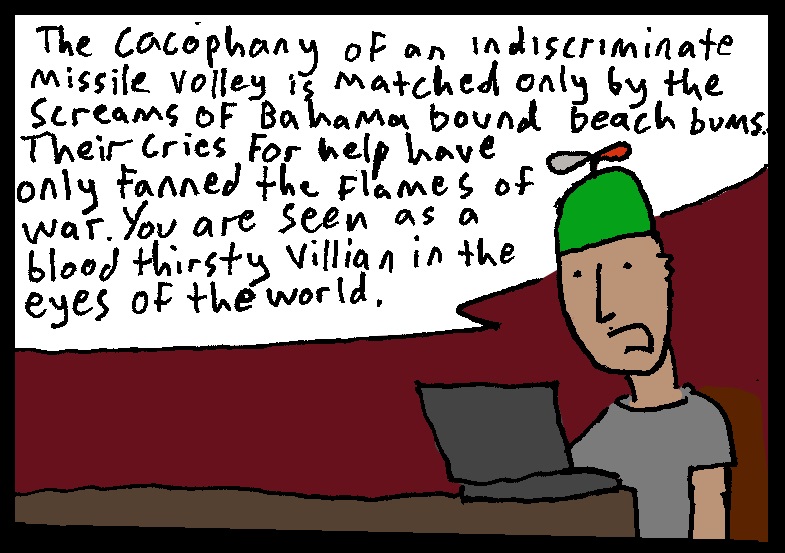 The Cacophany of an indiscriminate
missile volley is matched only by the
screams of Bahama bound beach bums.
Their cries for help have
only fanned the flames of
war. You are seen as a
blood thirsty villian in the
eyes of the world.